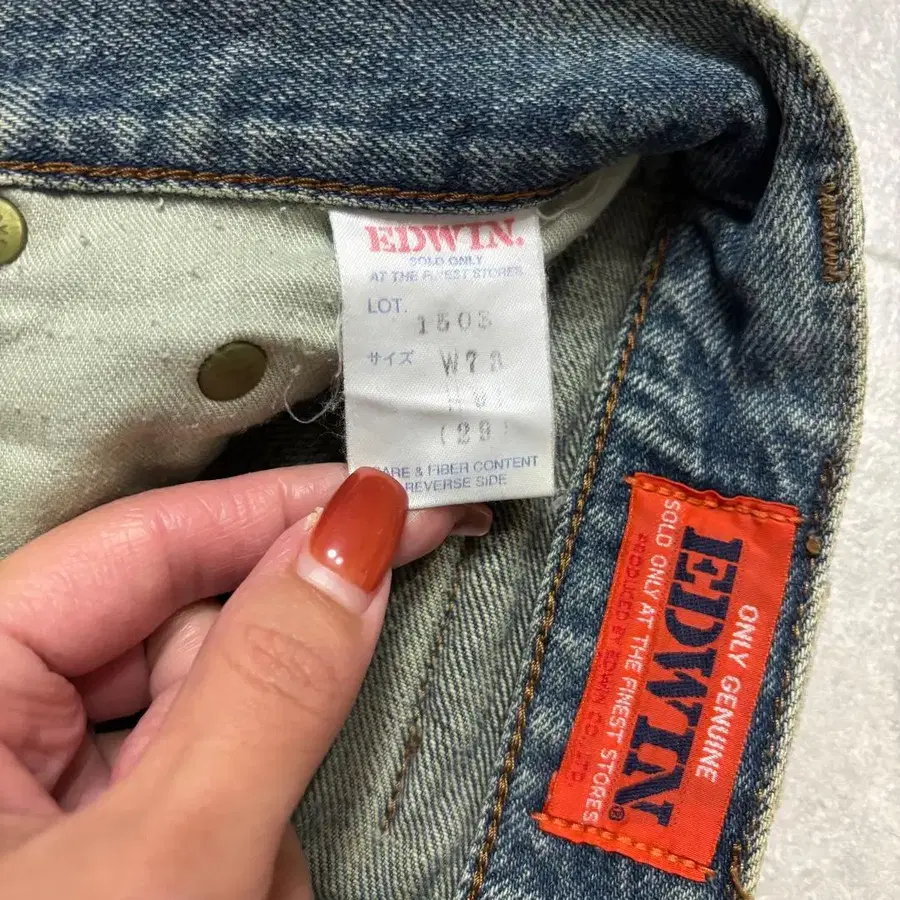 EDWIN.
SOLD ONLY
AT THE FINEST STORES
LOT.
1503
サイズ
(29)
CARE & FIBER CONTENT
REVERSE SIDE
ONLY GENUINE
EDWIN®
SOLD ONLY AT THE FINEST STORES
PRODUCED BY EDWIN CO.,LTD.